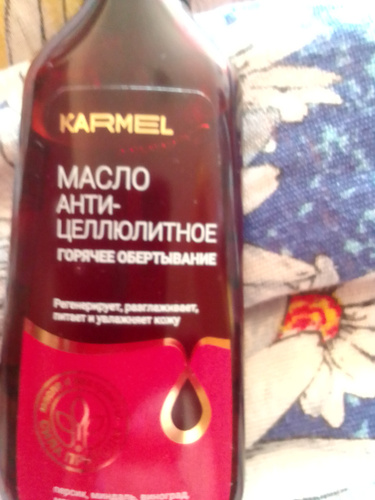 KARMEL
МАСЛО
АНТИ-
ЦЕЛЛЮЛИТНОЕ
ГОРЯЧЕЕ ОБЕРТЫВАНИЕ
Регенерирует, разглаживает,
питает и увлажняет кожу
персик, миндаль, виноград,